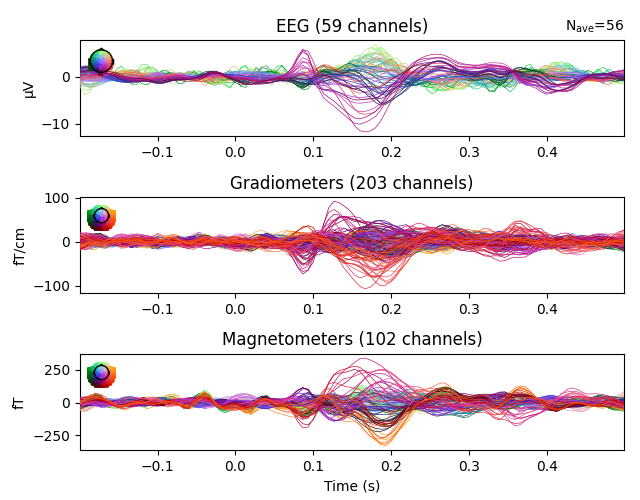 EEG (59 channels)
Nave=56
μV
0
−10
−0.1 0.0 0.1 0.2 0.3 0.4
Gradiometers (203 channels)
fT/cm
100
0
−100
−0.1 0.0 0.1 0.2 0.3 0.4
Magnetometers (102 channels)
fT
250
0
−250
−0.1 0.0 0.1 0.2 0.3 0.4
Time (s)